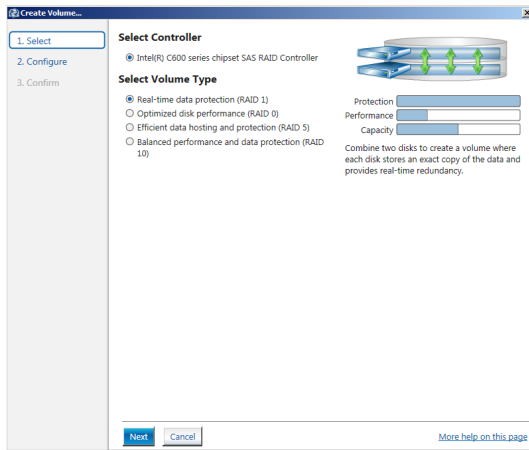 Create Volume...
1. Select
2. Configure
3. Confirm
Select Controller
Intel(R) C600 series chipset SAS RAID Controller
Select Volume Type
Real-time data protection (RAID 1)
Optimized disk performance (RAID 0)
Efficient data hosting and protection (RAID 5)
Balanced performance and data protection (RAID
10)
Protection
Performance
Capacity
Combine two disks to create a volume where
each disk stores an exact copy of the data and
provides real-time redundancy.
Next
Cancel
More help on this page